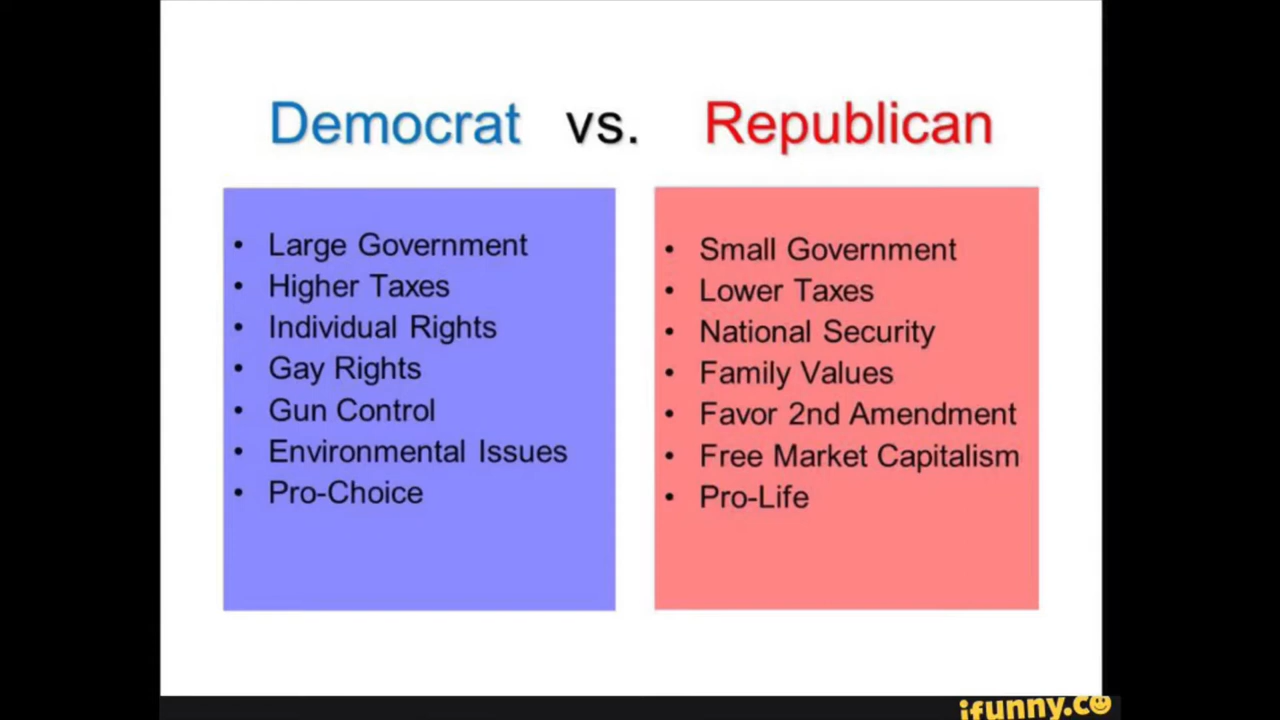 Democrat vs. Republican
• Large Government
• Higher Taxes
• Individual Rights
• Gay Rights
• Gun Control
• Environmental Issues
• Pro-Choice
• Small Government
• Lower Taxes
• National Security
• Family Values
• Favor 2nd Amendment
• Free Market Capitalism
• Pro-Life
ifunny.co